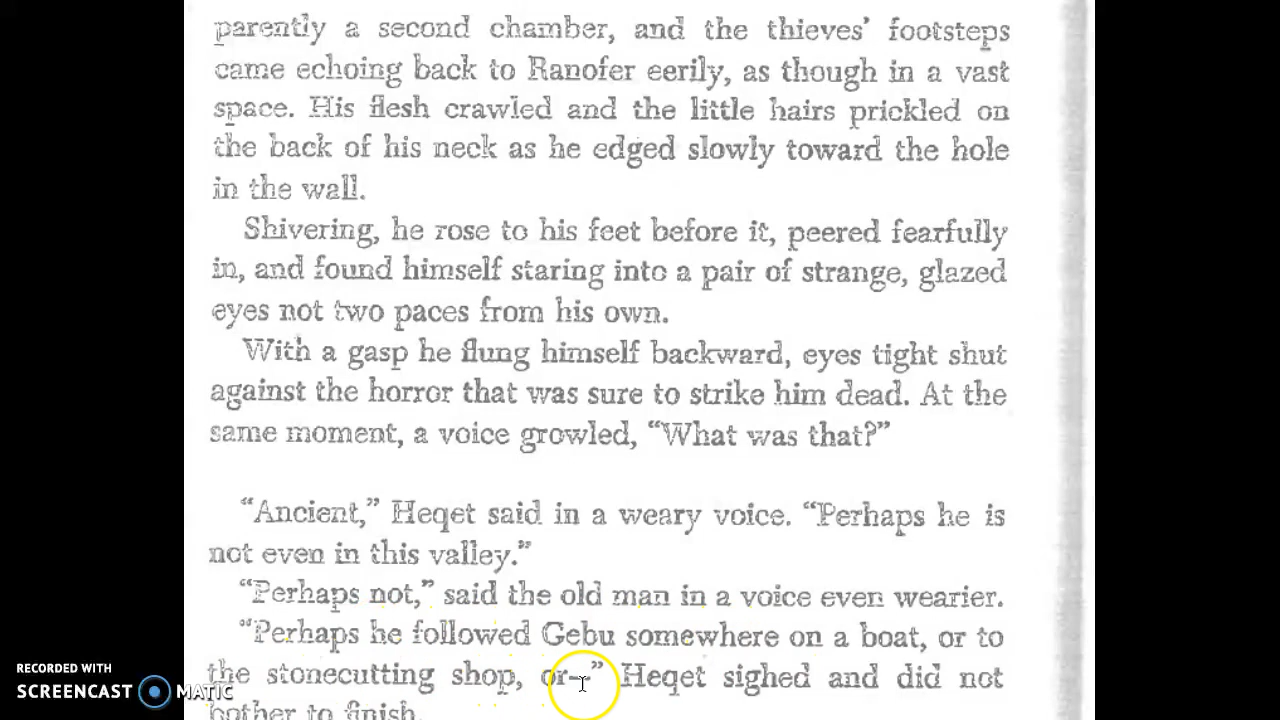 parently a second chamber, and the thieves' footsteps
came echoing back to Ranofer eerily, as though in a vast
space. His flesh crawled and the little hairs prickled on
the back of his neck as he edged slowly toward the hole
in the wall.
Shivering, he rose to his feet before it, peered fearfully
in, and found himself staring into a pair of strange, glazed
eyes not two paces from his own.
With a gasp he flung himself backward, eyes tight shut
against the horror that was sure to strike him dead. At the
same moment, a voice growled, “What was that?”
“Ancient,” Heqet said in a weary voice. “Perhaps he is
not even in this valley.”
“Perhaps not,” said the old man in a voice even wearier.
“Perhaps he followed Gebu somewhere on a boat, or to
the stonecutting shop, or—” Heqet sighed and did not
bother to finish.
RECORDED WITH
SCREENCAST MATIC